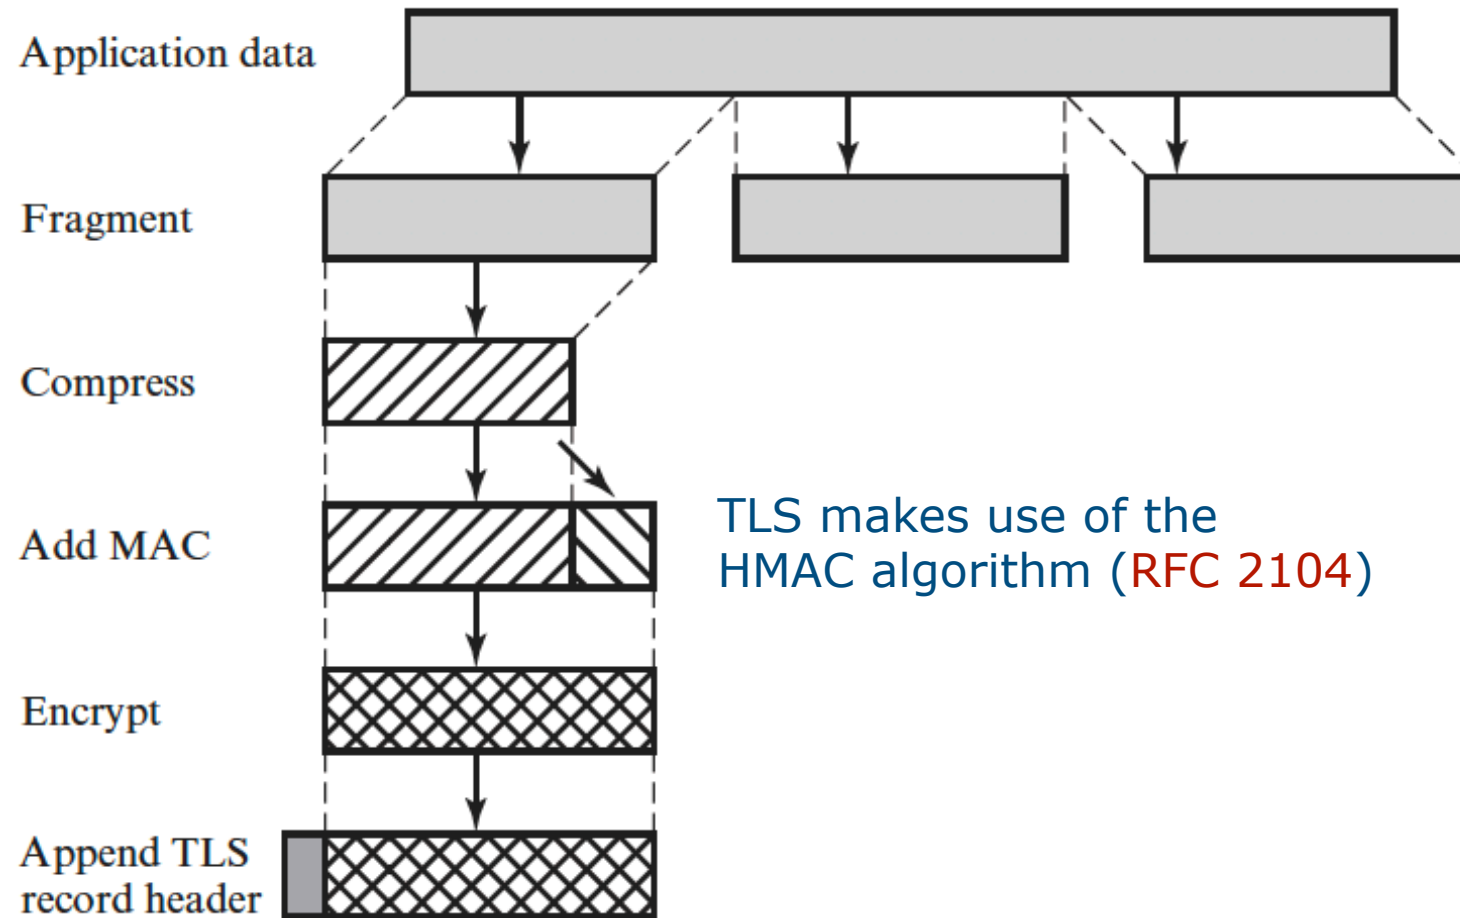 Application data
Fragment
Compress
Add MAC
TLS makes use of the
HMAC algorithm (RFC 2104)
Encrypt
Append TLS
record header